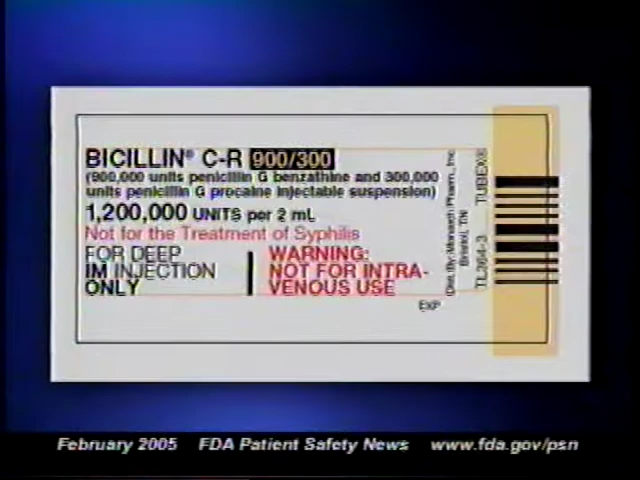 BICILLIN® C-R 900/300
(900,000 units penicillin G benzathine and 300,000
units penicillin G procaine injectable suspension)
1,200,000 UNITS per 2 mL
Not for the Treatment of Syphilis
FOR DEEP
IM INJECTION
ONLY
WARNING:
NOT FOR INTRA-
VENOUS USE
EXP
Dist. By: Monarch Pharm., Inc.
Bristol, TN
TL264-3 TUBEX®
February 2005 FDA Patient Safety News www.fda.gov/psn